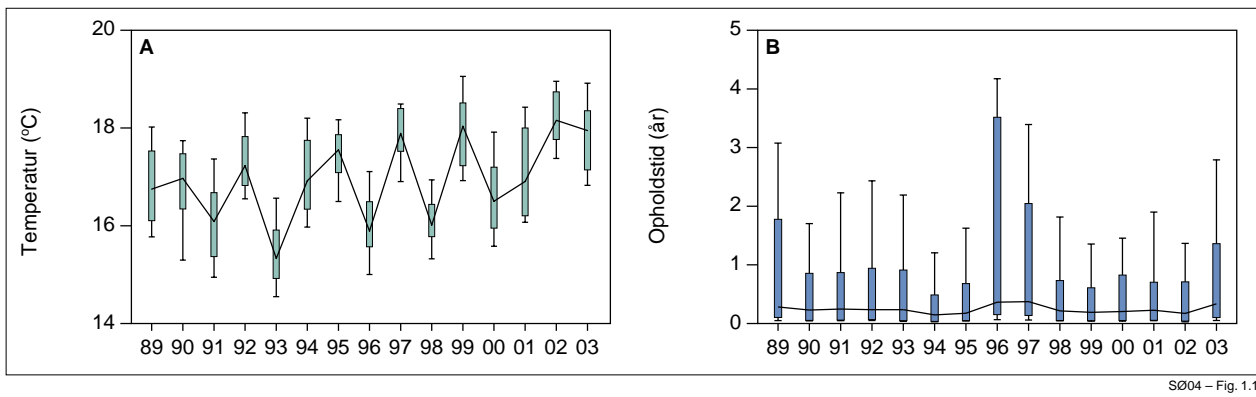 A
Temperatur (ºC)
20
18
16
14
89 90 91 92 93 94 95 96 97 98 99 00 01 02 03
B
Opholdstid (år)
5
4
3
2
1
0
89 90 91 92 93 94 95 96 97 98 99 00 01 02 03
SØ04 – Fig. 1.1